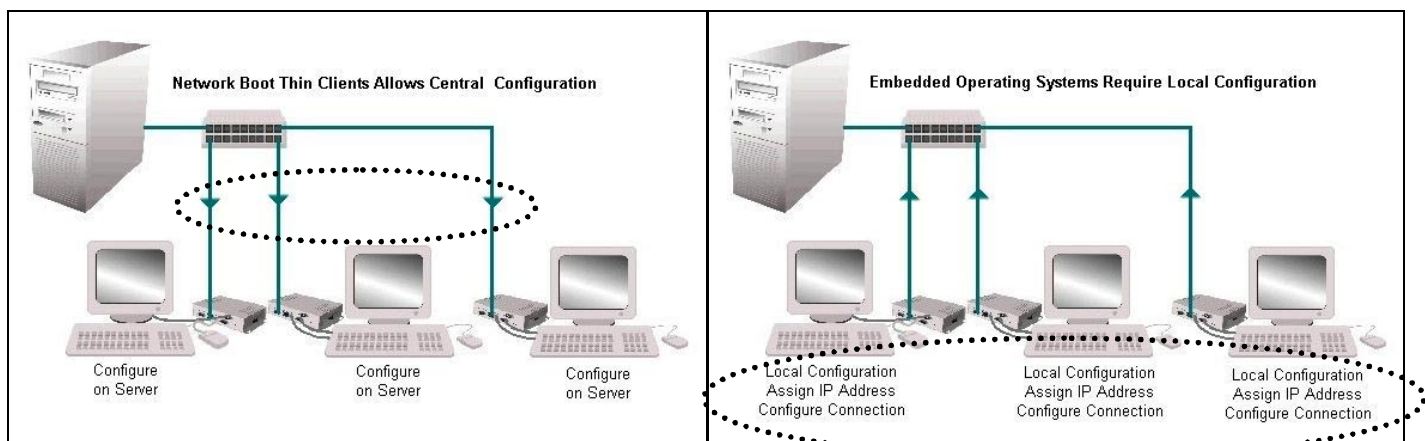 Network Boot Thin Clients Allows Central Configuration
Configure
on Server
Configure
on Server
Configure
on Server
Embedded Operating Systems Require Local Configuration
Local Configuration
Assign IP Address
Configure Connection
Local Configuration
Assign IP Address
Configure Connection
Local Configuration
Assign IP Address
Configure Connection